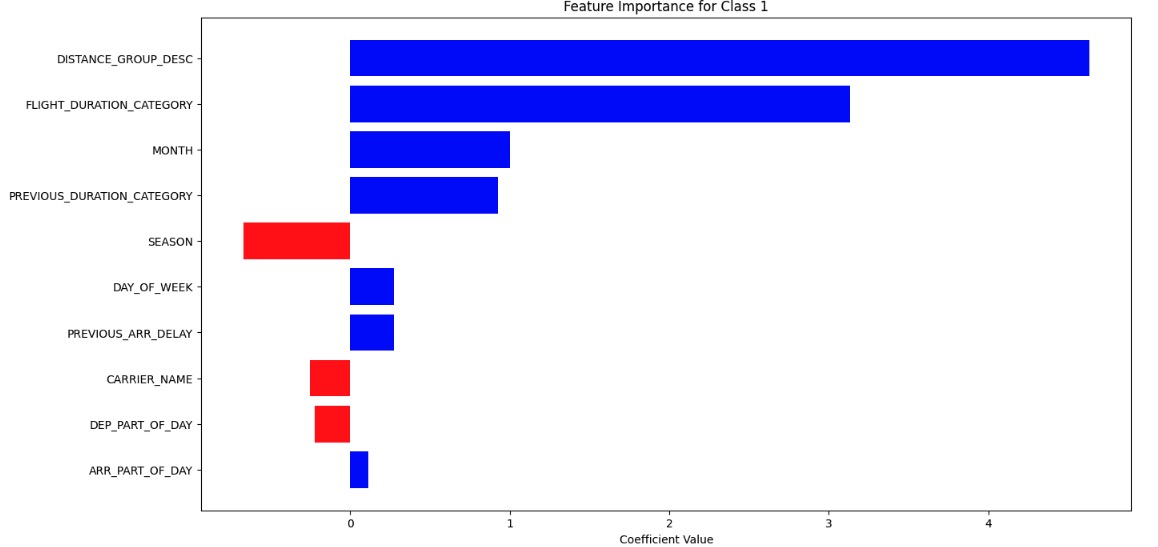 Feature Importance for Class 1
DISTANCE_GROUP_DESC
FLIGHT_DURATION_CATEGORY
MONTH
PREVIOUS_DURATION_CATEGORY
SEASON
DAY_OF_WEEK
PREVIOUS_ARR_DELAY
CARRIER_NAME
DEP_PART_OF_DAY
ARR_PART_OF_DAY
0 1 2 3 4
Coefficient Value